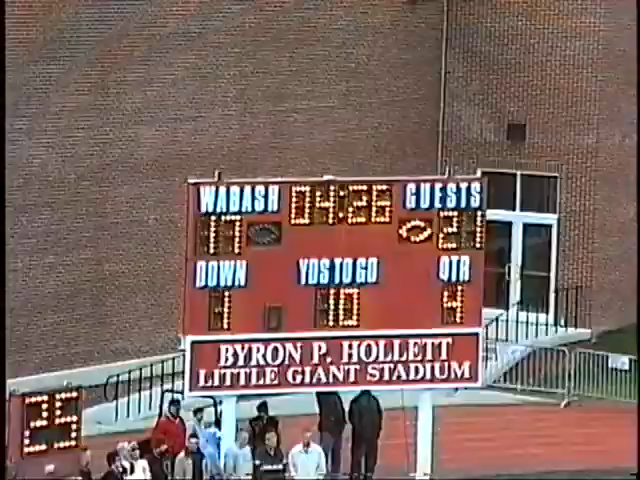 WABASH 04:26 GUESTS
17 21
DOWN YDS TO GO QTR
1 10 4
BYRON P. HOLLETT
LITTLE GIANT STADIUM
25